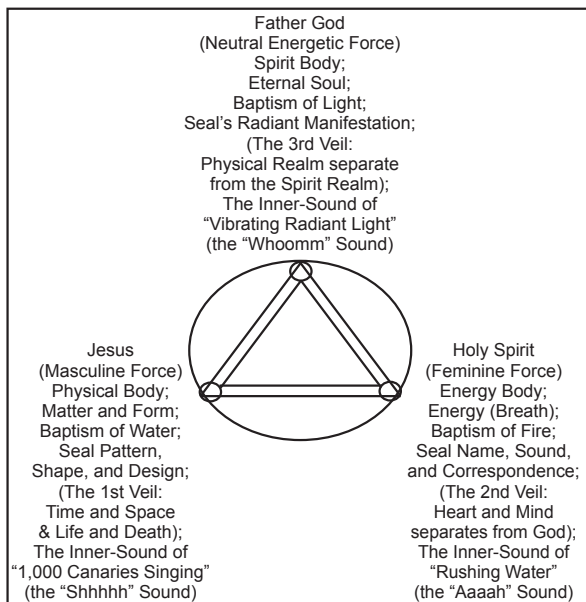 Father God
(Neutral Energetic Force)
Spirit Body;
Eternal Soul;
Baptism of Light;
Seal's Radiant Manifestation;
(The 3rd Veil:
Physical Realm separate
from the Spirit Realm);
The Inner-Sound of
“Vibrating Radiant Light”
(the “Whoomm” Sound)
Jesus
(Masculine Force)
Physical Body;
Matter and Form;
Baptism of Water;
Seal Pattern,
Shape, and Design;
(The 1st Veil:
Time and Space
& Life and Death);
The Inner-Sound of
“1,000 Canaries Singing”
(the “Shhhhh” Sound)
Holy Spirit
(Feminine Force)
Energy Body;
Energy (Breath);
Baptism of Fire;
Seal Name, Sound,
and Correspondence;
(The 2nd Veil:
Heart and Mind
separates from God);
The Inner-Sound of
“Rushing Water”
(the “Aaaah” Sound)